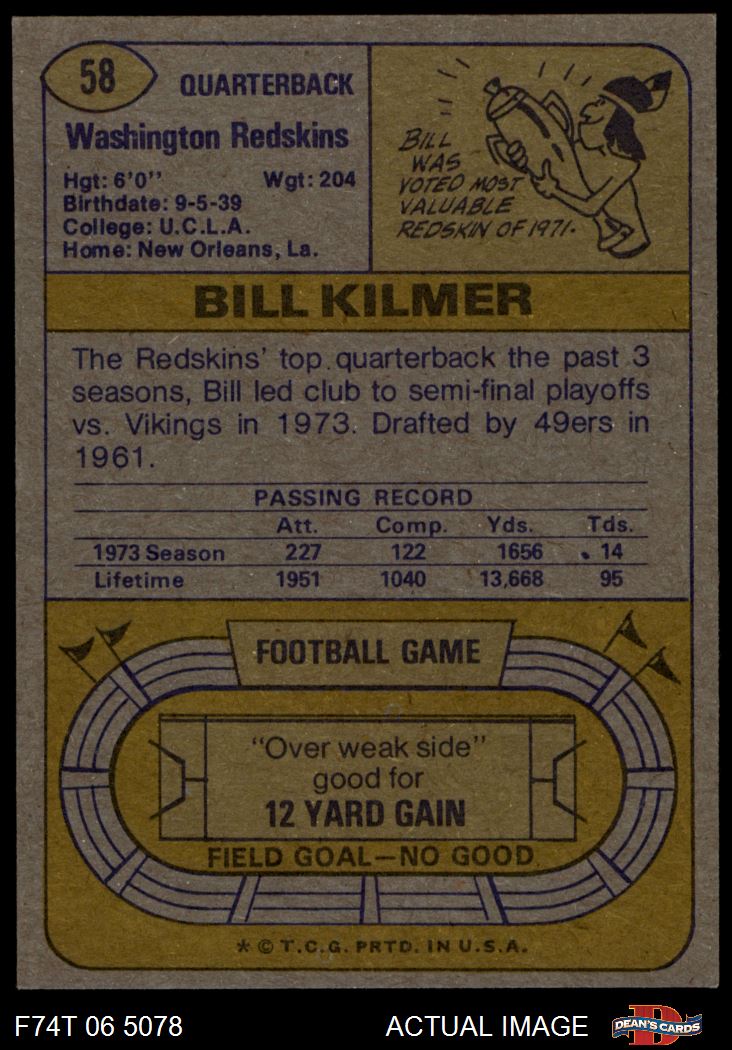 58
QUARTERBACK
Washington Redskins
Hgt: 6'0'' Wgt: 204
Birthdate: 9-5-39
College: U.C.L.A.
Home: New Orleans, La.
BILL
WAS
VOTED MOST
VALUABLE
REDSKIN OF 1971.
BILL KILMER
The Redskins' top quarterback the past 3
seasons, Bill led club to semi-final playoffs
vs. Vikings in 1973. Drafted by 49ers in
1961.
PASSING RECORD
Att. Comp. Yds. Tds.
1973 Season 227 122 1656 14
Lifetime 1951 1040 13,668 95
FOOTBALL GAME
"Over weak side"
good for
12 YARD GAIN
FIELD GOAL—NO GOOD
* © T.C.G. PRTD. IN U.S.A.
F74T 06 5078 ACTUAL IMAGE
D
DEAN'S CARDS